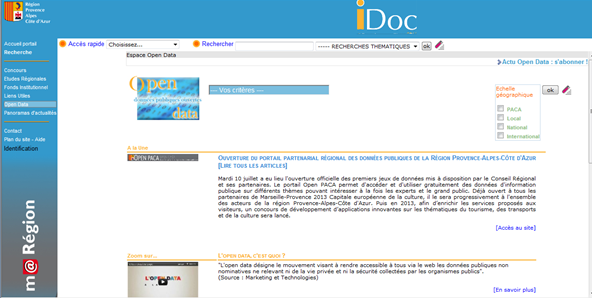 Région
Provence
Alpes
Côte d'Azur
iDoc
Accueil portail
Recherche
Concours
Etudes Régionales
Fonds Institutionnel
Liens Utiles
Open Data
Panoramas d'actualités
Contact
Plan du site - Aide
Identification
m@Région
Accès rapide Choisissez... Rechercher ----- RECHERCHES THEMATIQUES ok
Espace Open Data
Actu Open Data : s'abonner !
Open
data
--- Vos critères ---
Echelle géographique
PACA
Local
National
International
ok
A la une
OPEN PACA
Ouverture du portail partenarial régional des données publiques de la Région Provence-Alpes-Côte d'Azur
[Lire tous les articles]
Mardi 10 juillet a eu lieu l'ouverture officielle des premiers jeux de données mis à disposition par le Conseil Régional
et ses partenaires. Le portail Open PACA permet d'accéder et d'utiliser gratuitement des données d'information
publique sur différents thèmes pouvant intéresser à la fois les experts et le grand public. Déjà ouvert à tous les
partenaires de Marseille-Provence 2013 Capitale européenne de la culture, il le sera progressivement à l'ensemble
des acteurs de la région Provence-Alpes-Côte d'Azur. Puis en 2013, afin d'enrichir les services proposés aux
visiteurs, un concours de développement d'applications innovantes sur les thématiques du tourisme, des transports
et de la culture sera lancé.
[Accès au site]
Zoom sur...
L'open data, c'est quoi ?
L'OPEN DATA
"L'open data désigne le mouvement visant à rendre accessible à tous via le web les données publiques non
nominatives ne relevant ni de la vie privée et ni la sécurité collectées par les organismes publics".
(Source : Marketing et Technologies)
[En savoir plus]